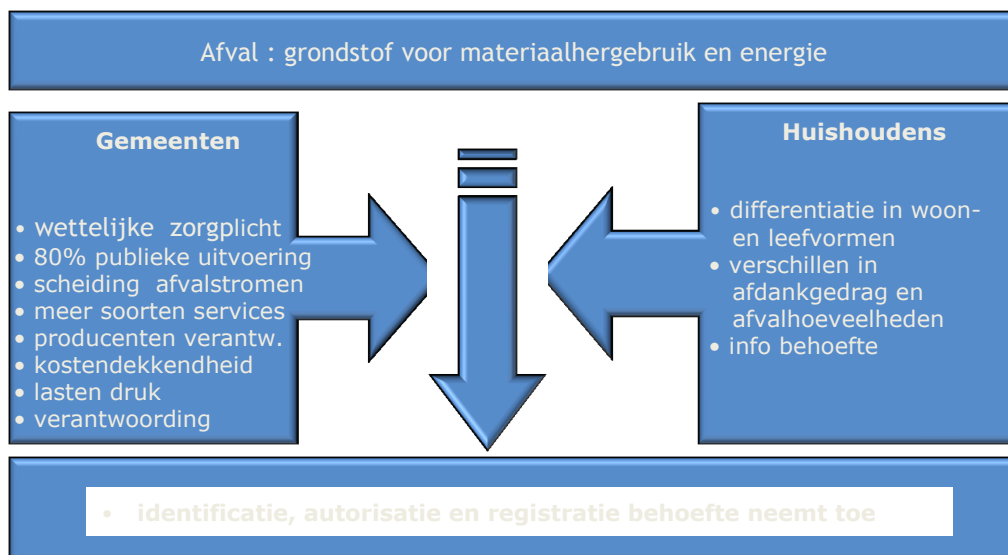 Afval : grondstof voor materiaalhergebruik en energie
Gemeenten
• wettelijke zorgplicht
• 80% publieke uitvoering
• scheiding afvalstromen
• meer soorten services
• producenten verantw.
• kostendekkendheid
• lasten druk
• verantwoording
Huishoudens
• differentiatie in woon-
en leefvormen
• verschillen in
afdankgedrag en
afvalhoeveelheden
• info behoefte
• identificatie, autorisatie en registratie behoefte neemt toe